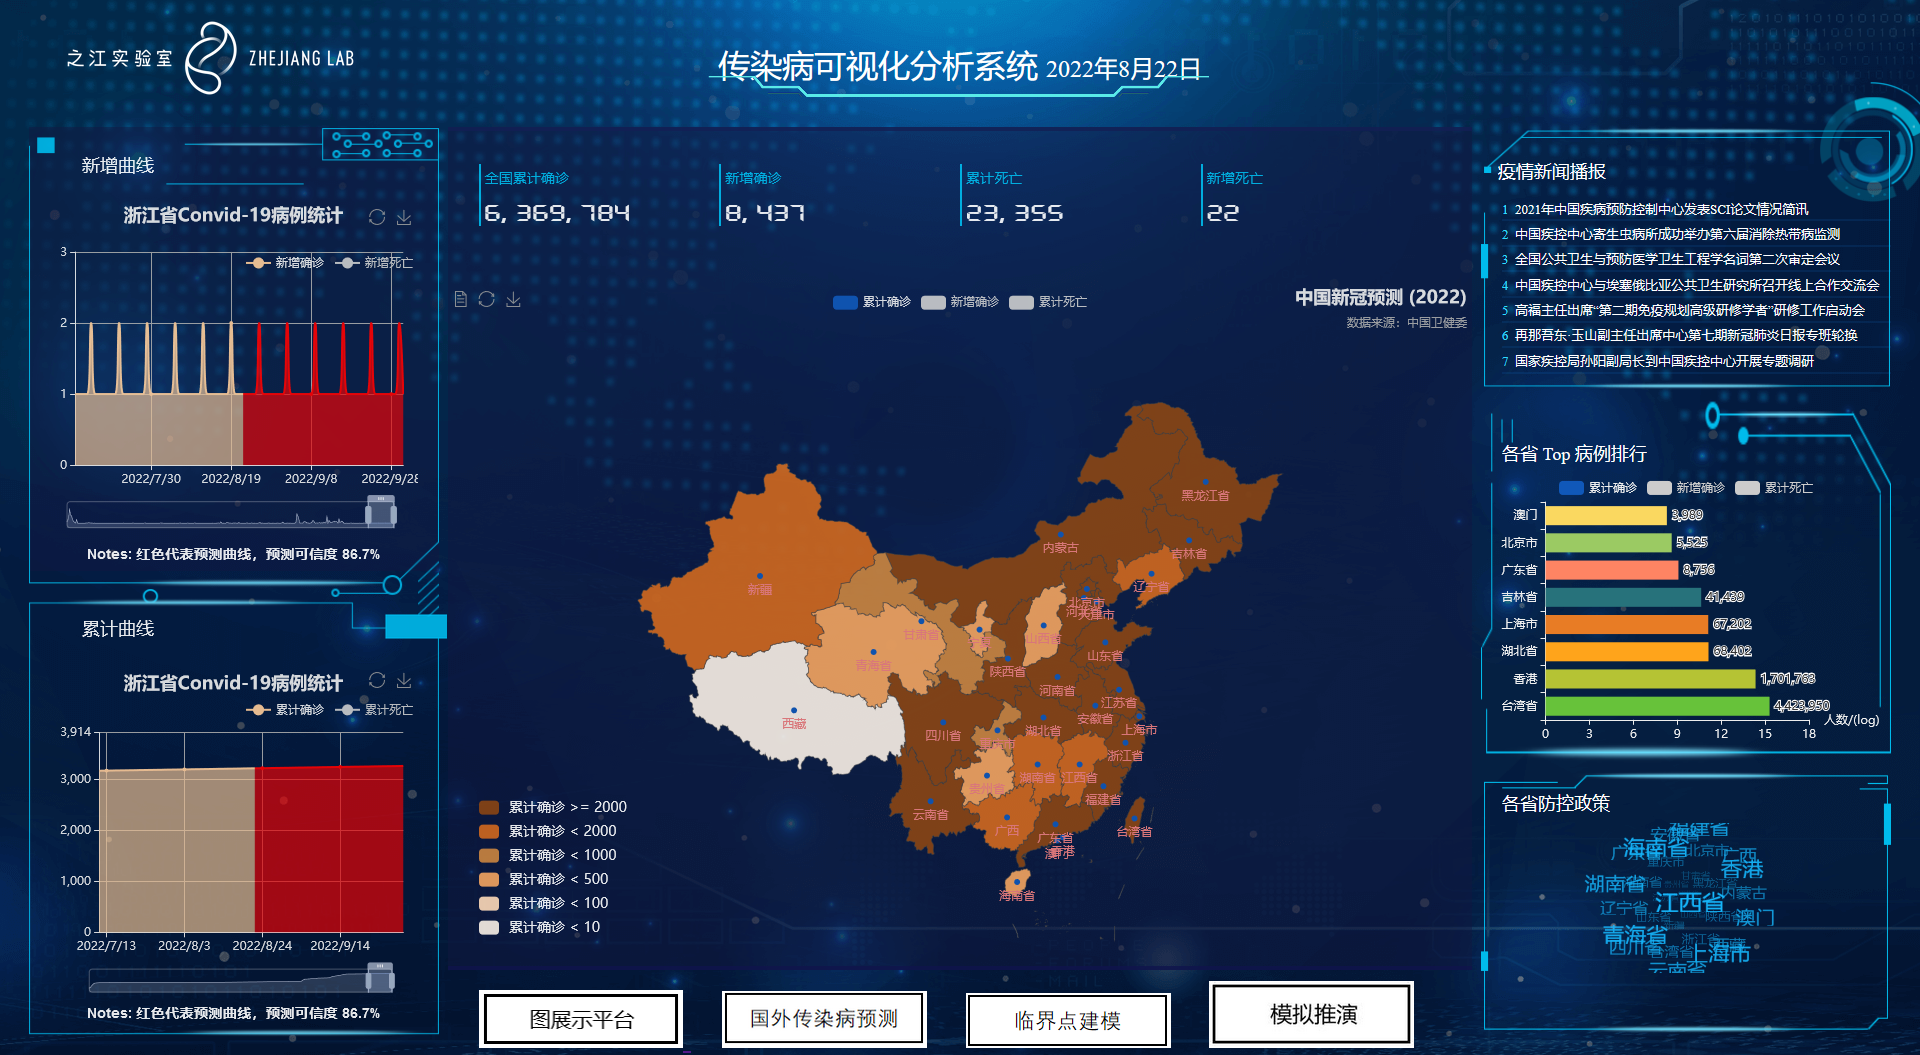 之江实验室 ZHEJIANG LAB
传染病可视化分析系统 2022年8月22日
新增曲线
浙江省Convid-19病例统计
新增确诊 新增死亡
3
2
1
0
2022/7/30 2022/8/19 2022/9/8 2022/9/28
Notes: 红色代表预测曲线，预测可信度 86.7%
累计曲线
浙江省Convid-19病例统计
累计确诊 累计死亡
3,914
3,000
2,000
1,000
0
2022/7/13 2022/8/3 2022/8/24 2022/9/14
Notes: 红色代表预测曲线，预测可信度 86.7%
全国累计确诊 新增确诊 累计死亡 新增死亡
6,369,784 8,437 23,355 22
累计确诊 新增确诊 累计死亡
中国新冠预测 (2022)
数据来源：中国卫健委
黑龙江省
内蒙古
吉林省
辽宁省
新疆
北京市
天津市
甘肃省
山西省
山东省
青海省
陕西省
河南省
江苏省
西藏
安徽省
四川省
湖北省
上海市
重庆市
浙江省
湖南省
江西省
贵州省
福建省
云南省
广西
台湾省
广东省
香港
澳门
海南省
累计确诊 >= 2000
累计确诊 < 2000
累计确诊 < 1000
累计确诊 < 500
累计确诊 < 100
累计确诊 < 10
图展示平台
国外传染病预测
临界点建模
模拟推演
疫情新闻播报
1 2021年中国疾病预防控制中心发表SCI论文情况简讯
2 中国疾控中心寄生虫病所成功举办第六届消除热带病监测
3 全国公共卫生与预防医学卫生工程学名词第二次审定会议
4 中国疾控中心与埃塞俄比亚公共卫生研究所召开线上合作交流会
5 高福主任出席“第二期免疫规划高级研修学者”研修工作启动会
6 再那吾东·玉山副主任出席中心第七期新冠肺炎日报专班轮换
7 国家疾控局孙阳副局长到中国疾控中心开展专题调研
各省 Top 病例排行
累计确诊 新增确诊 累计死亡
澳门 3,989
北京市 5,525
广东省 8,756
吉林省 41,439
上海市 67,202
湖北省 68,402
香港 1,701,763
台湾省 4,423,950
人数/(log)
0 3 6 9 12 15 18
各省防控政策
福建省
安徽省
海南省
广东省
北京市
广西
重庆市
香港
湖南省
黑龙江省
内蒙古
江西省
辽宁省
山东省
陕西省
澳门
青海省
浙江省
四川省
台湾省
上海市
云南省